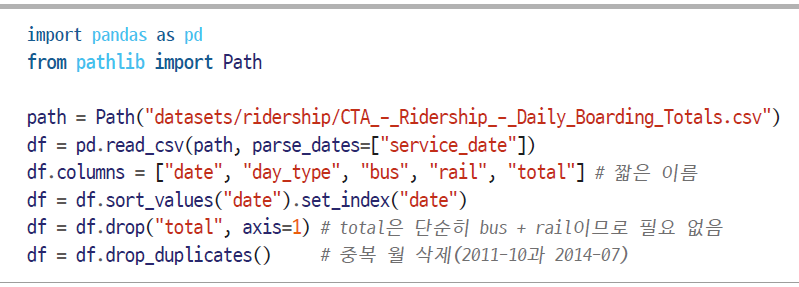 import pandas as pd
from pathlib import Path

path = Path("datasets/ridership/CTA_-_Ridership_-_Daily_Boarding_Totals.csv")
df = pd.read_csv(path, parse_dates=["service_date"])
df.columns = ["date", "day_type", "bus", "rail", "total"] # 짧은 이름
df = df.sort_values("date").set_index("date")
df = df.drop("total", axis=1) # total은 단순히 bus + rail이므로 필요 없음
df = df.drop_duplicates()     # 중복 월 삭제(2011-10과 2014-07)